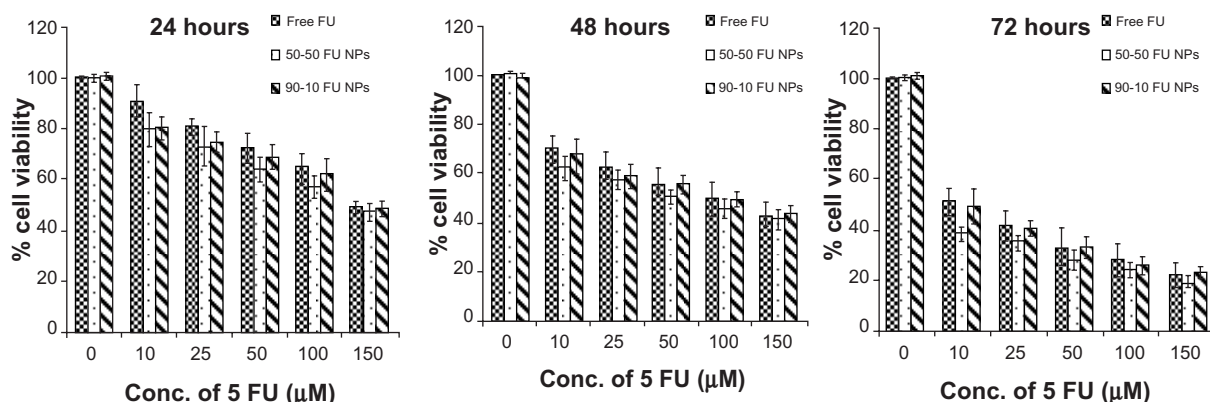 24 hours
Free FU
50-50 FU NPs
90-10 FU NPs
% cell viability
120
100
80
60
40
20
0
0 10 25 50 100 150
Conc. of 5 FU (μM)
48 hours
Free FU
50-50 FU NPs
90-10 FU NPs
% cell viability
120
100
80
60
40
20
0
0 10 25 50 100 150
Conc. of 5 FU (μM)
72 hours
Free FU
50-50 FU NPs
90-10 FU NPs
% cell viability
120
100
80
60
40
20
0
0 10 25 50 100 150
Conc. of 5 FU (μM)